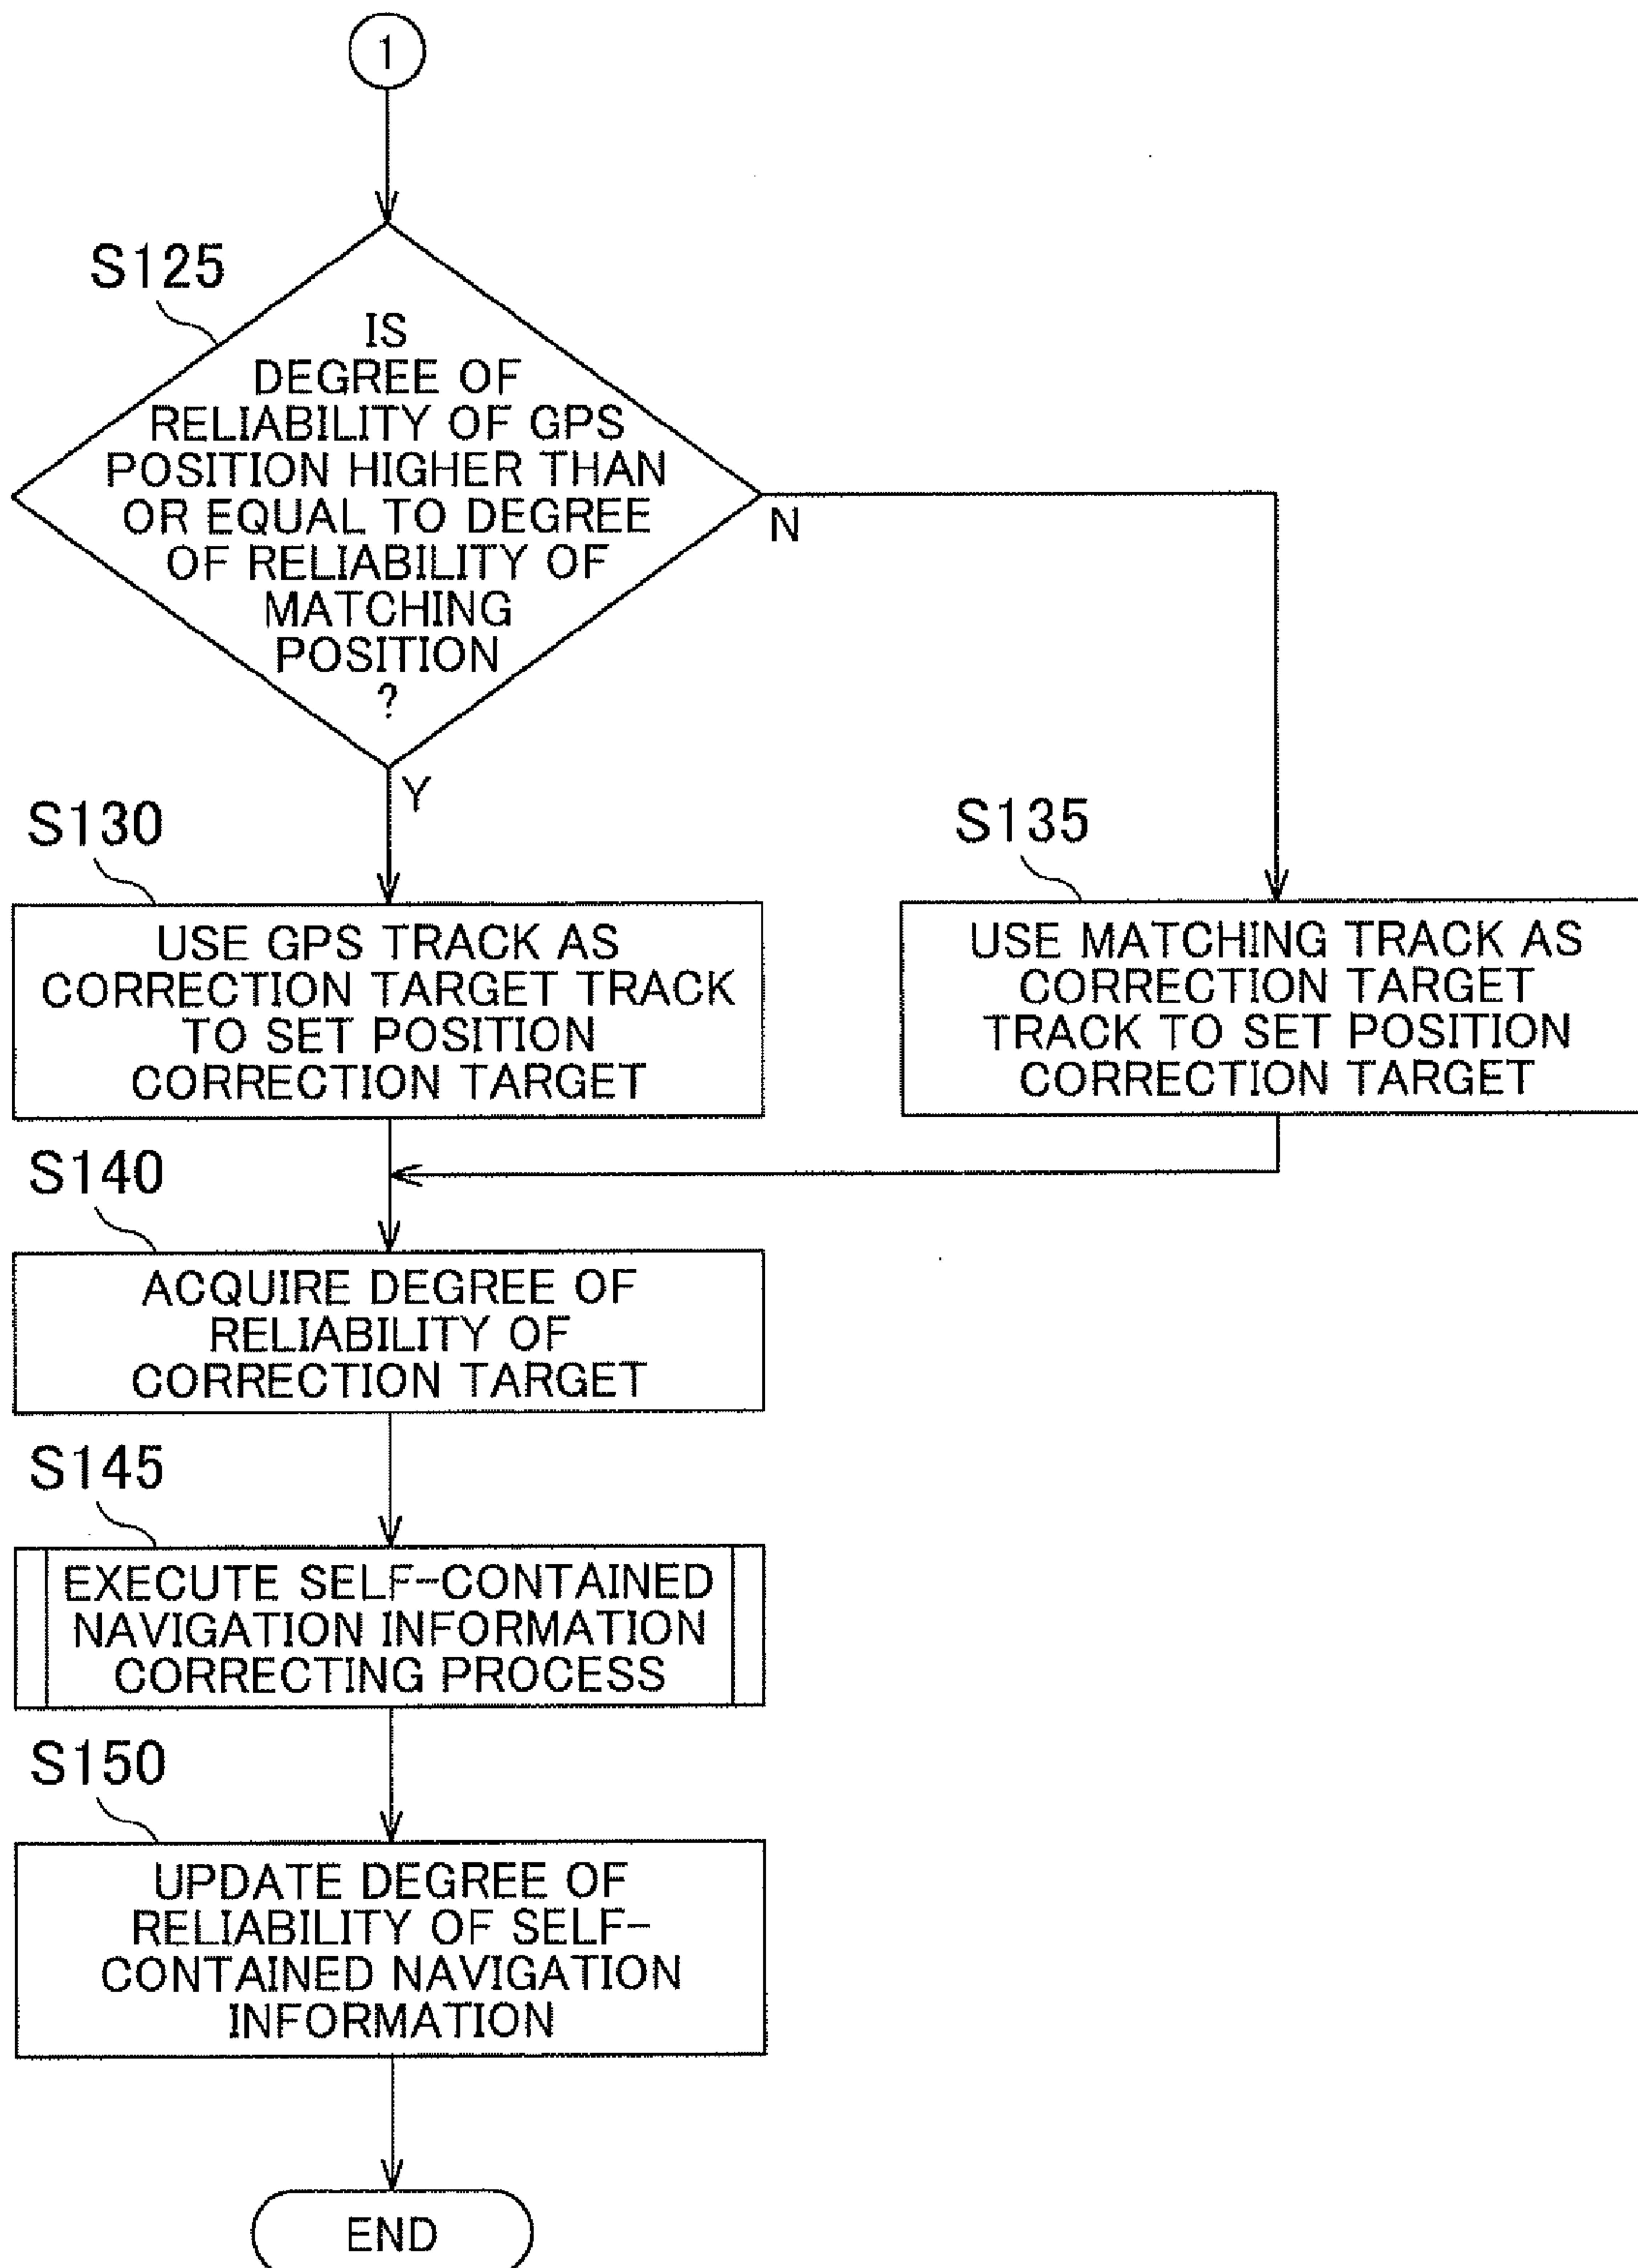 1
S125
IS
DEGREE OF
RELIABILITY OF GPS
POSITION HIGHER THAN
OR EQUAL TO DEGREE
OF RELIABILITY OF
MATCHING
POSITION
?
N
Y
S130
USE GPS TRACK AS
CORRECTION TARGET TRACK
TO SET POSITION
CORRECTION TARGET
S135
USE MATCHING TRACK AS
CORRECTION TARGET
TRACK TO SET POSITION
CORRECTION TARGET
S140
ACQUIRE DEGREE OF
RELIABILITY OF
CORRECTION TARGET
S145
EXECUTE SELF-CONTAINED
NAVIGATION INFORMATION
CORRECTING PROCESS
S150
UPDATE DEGREE OF
RELIABILITY OF SELF-
CONTAINED NAVIGATION
INFORMATION
END